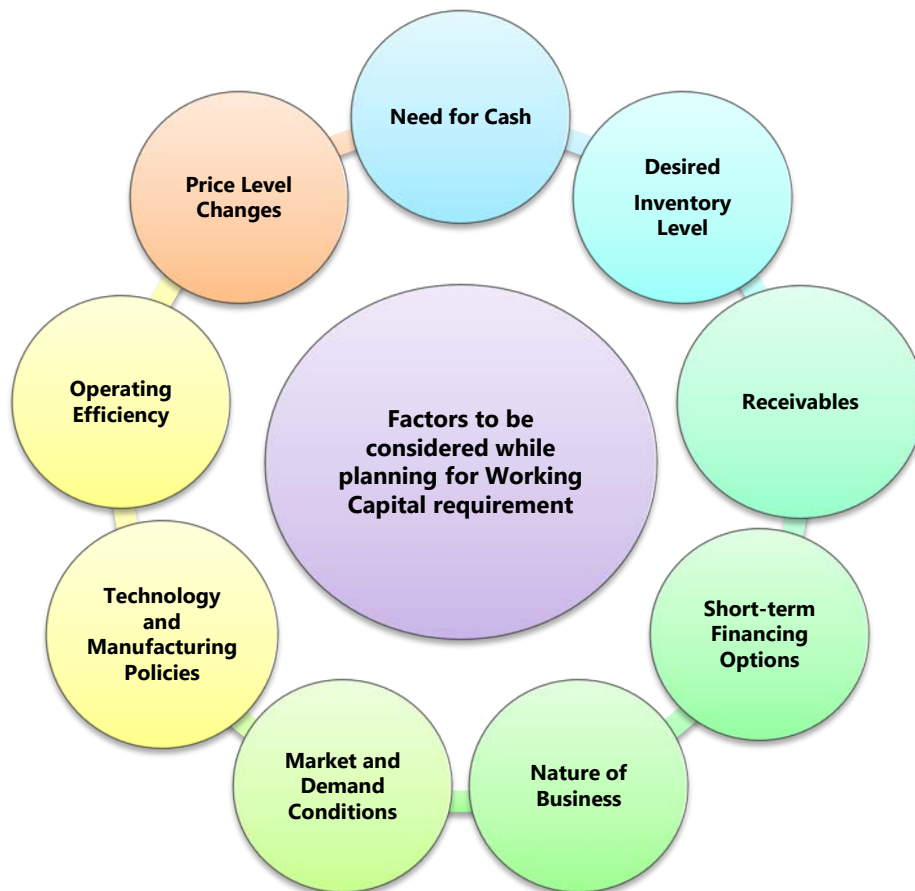 Need for Cash
Desired
Inventory
Level
Receivables
Short-term
Financing
Options
Nature of
Business
Market and
Demand
Conditions
Technology
and
Manufacturing
Policies
Operating
Efficiency
Price Level
Changes
Factors to be
considered while
planning for Working
Capital requirement